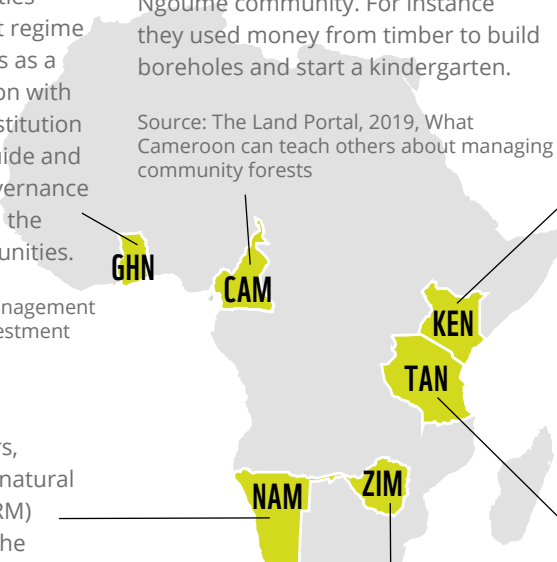 ties
t regime
s as a
on with
stitution
uide and
vernance
the
unities.
nagement
estment
Ngoume community. For instance
they used money from timber to build
boreholes and start a kindergarten.
Source: The Land Portal, 2019, What
Cameroon can teach others about managing
community forests
GHN
CAM
KEN
TAN
NAM
ZIM
rs,
natural
RM)
he